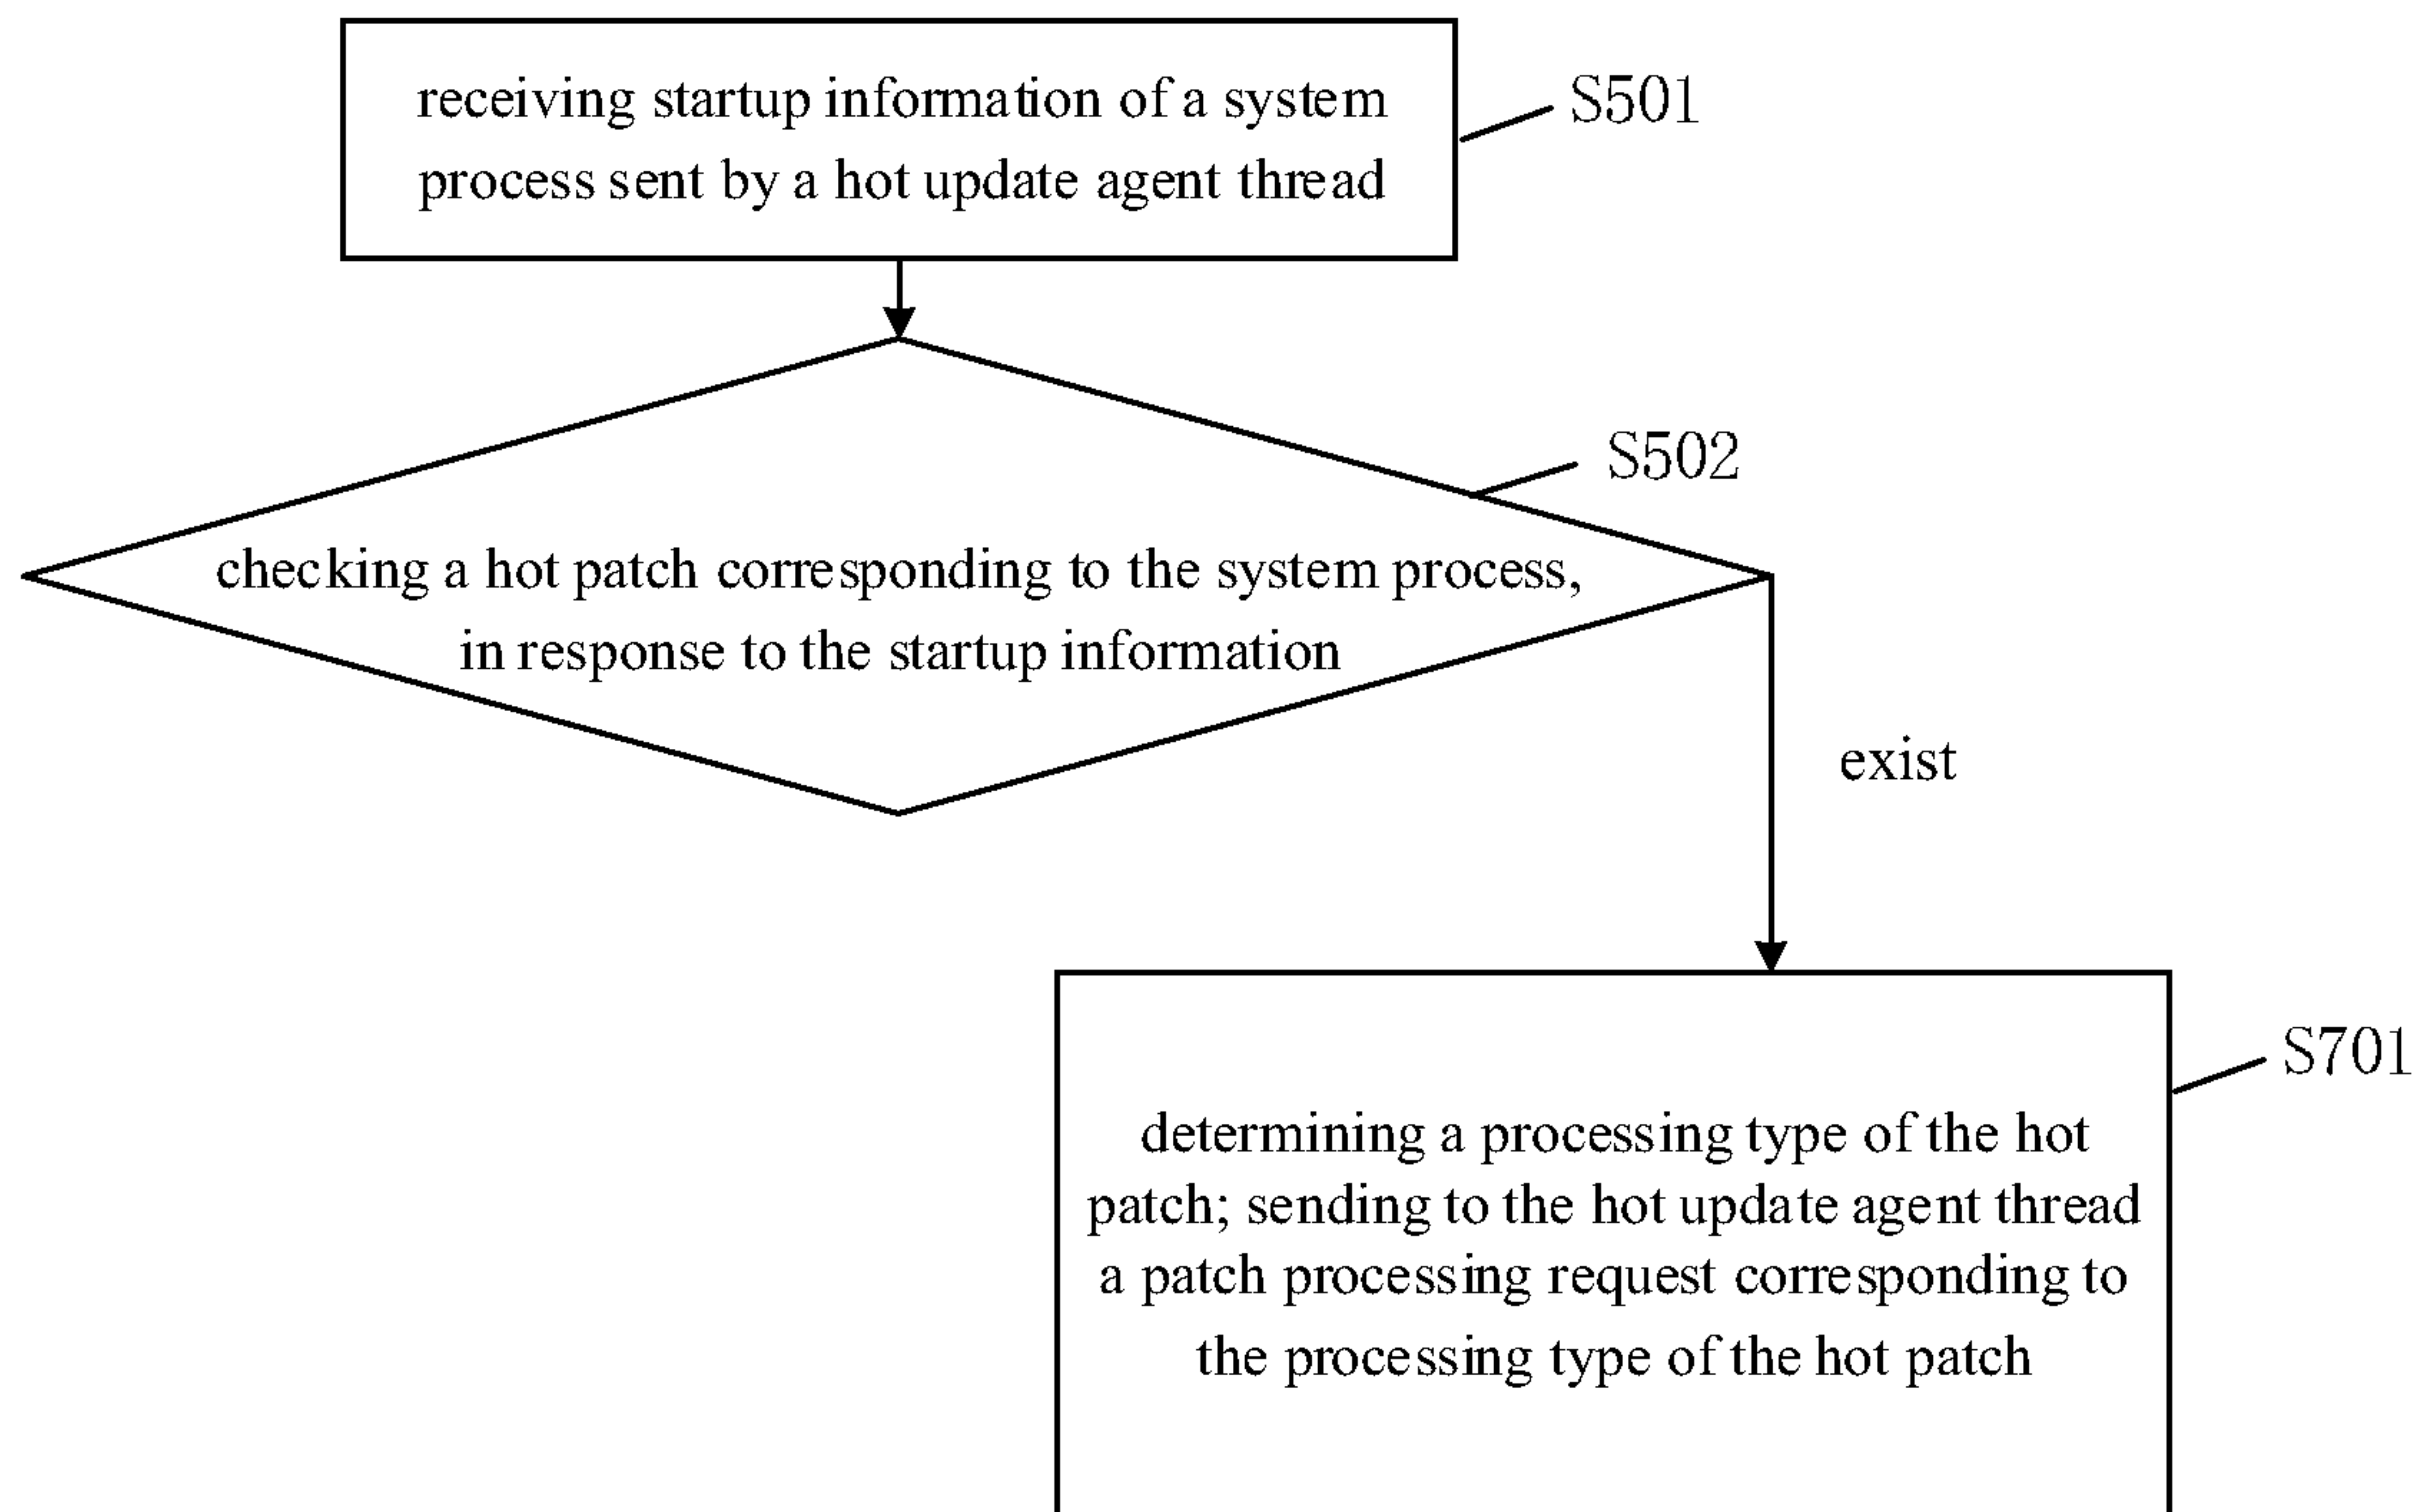 receiving startup information of a system
process sent by a hot update agent thread
S501
S502
checking a hot patch corresponding to the system process,
in response to the startup information
exist
S701
determining a processing type of the hot
patch; sending to the hot update agent thread
a patch processing request corresponding to
the processing type of the hot patch